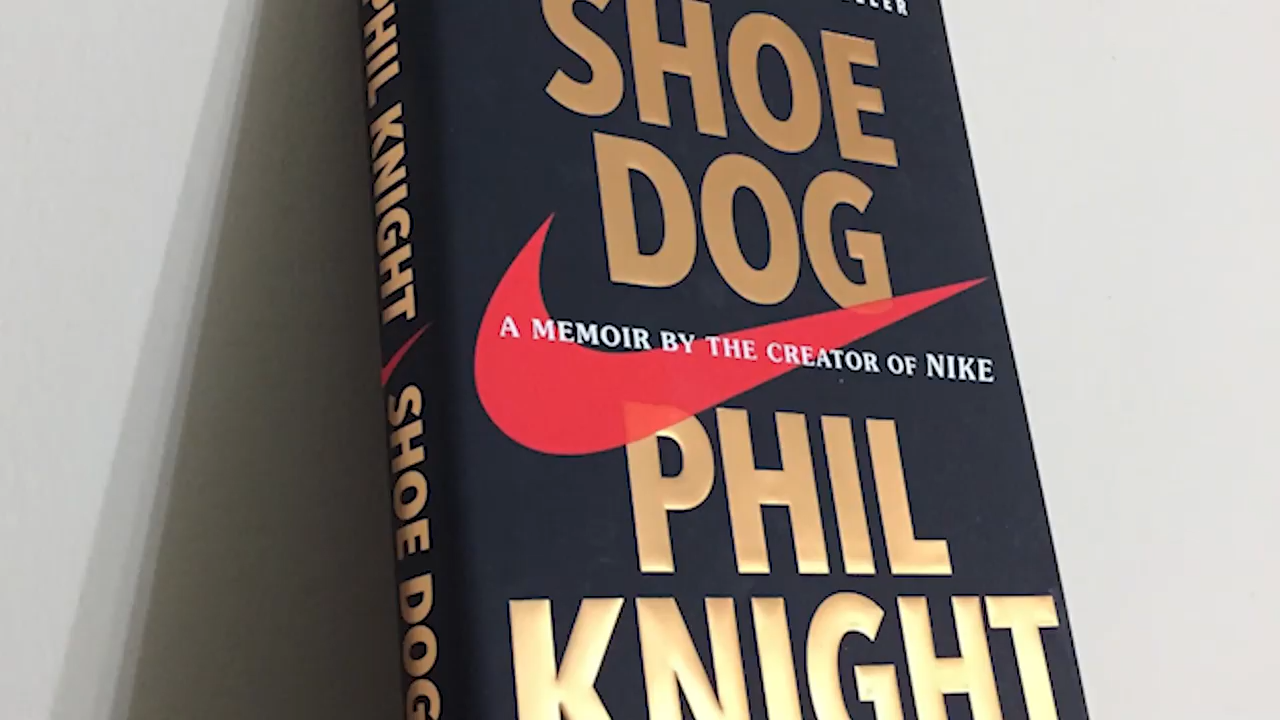 SHOE
DOG
A MEMOIR BY THE CREATOR OF NIKE
PHIL
KNIGHT
PHIL KNIGHT SHOE DOG